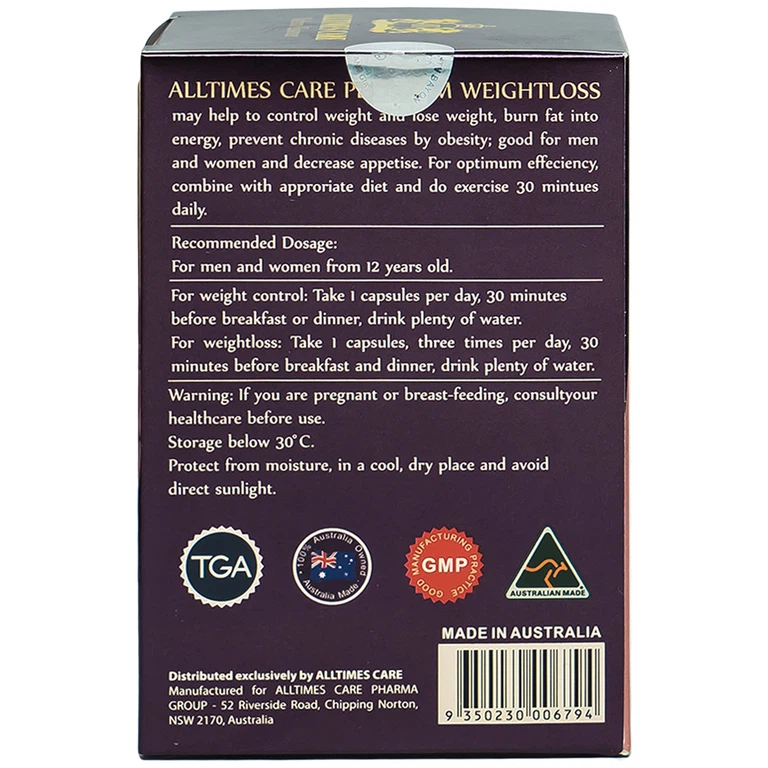 ALLTIMES CARE WEIGHTLOSS
may help to control weight and lose weight, burn fat into
energy, prevent chronic diseases by obesity; good for men
and women and decrease appetise. For optimum effeciency,
combine with approriate diet and do exercise 30 mintues
daily.
Recommended Dosage:
For men and women from 12 years old.
For weight control: Take 1 capsules per day, 30 minutes
before breakfast or dinner, drink plenty of water.
For weightloss: Take 1 capsules, three times per day, 30
minutes before breakfast and dinner, drink plenty of water.
Warning: If you are pregnant or breast-feeding, consultyour
healthcare before use.
Storage below 30°C.
Protect from moisture, in a cool, dry place and avoid
direct sunlight.
TGA
100% Australia Owned
Australia Made
GOOD MANUFACTURING PRACTICE
GMP
AUSTRALIAN MADE
MADE IN AUSTRALIA
Distributed exclusively by ALLTIMES CARE
Manufactured for ALLTIMES CARE PHARMA
GROUP - 52 Riverside Road, Chipping Norton,
NSW 2170, Australia
9 350230 006794